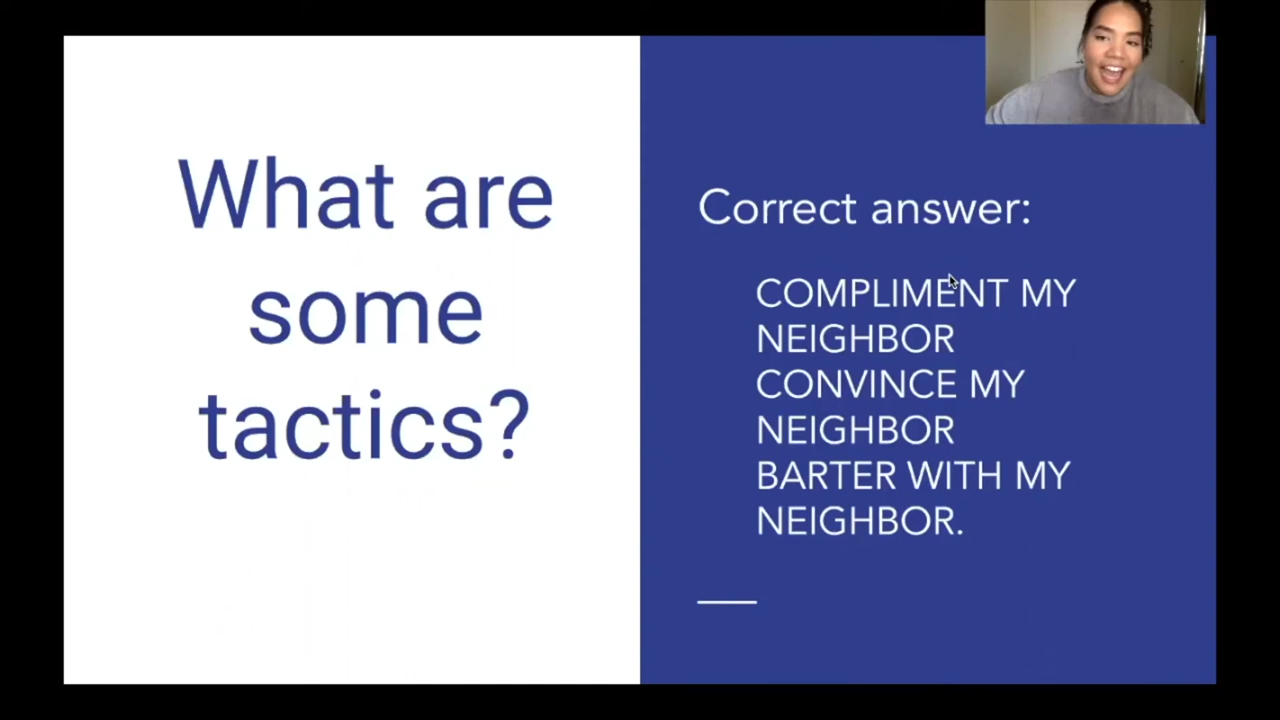 What are
some
tactics?
Correct answer:
COMPLIMENT MY
NEIGHBOR
CONVINCE MY
NEIGHBOR
BARTER WITH MY
NEIGHBOR.